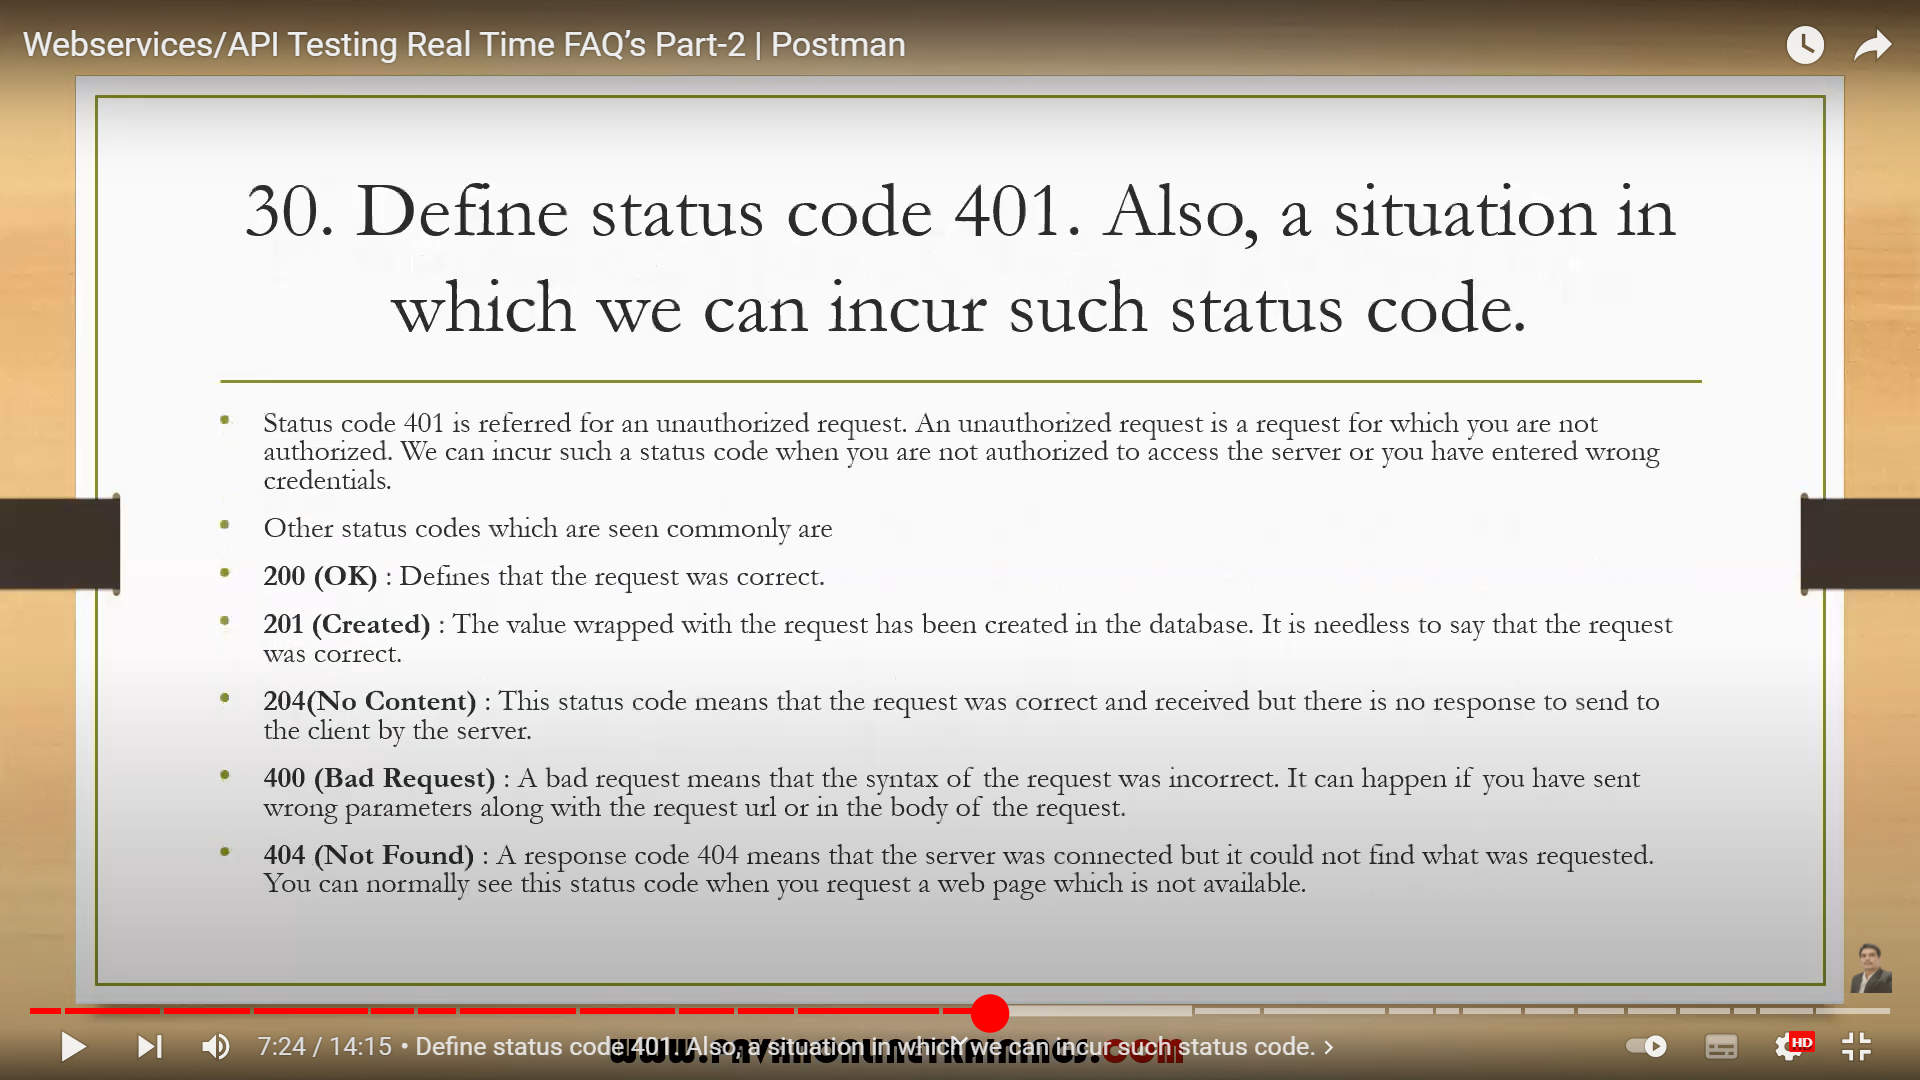 Webservices/API Testing Real Time FAQ’s Part-2 | Postman
30. Define status code 401. Also, a situation in
which we can incur such status code.
• Status code 401 is referred for an unauthorized request. An unauthorized request is a request for which you are not
authorized. We can incur such a status code when you are not authorized to access the server or you have entered wrong
credentials.
• Other status codes which are seen commonly are
• 200 (OK) : Defines that the request was correct.
• 201 (Created) : The value wrapped with the request has been created in the database. It is needless to say that the request
was correct.
• 204(No Content) : This status code means that the request was correct and received but there is no response to send to
the client by the server.
• 400 (Bad Request) : A bad request means that the syntax of the request was incorrect. It can happen if you have sent
wrong parameters along with the request url or in the body of the request.
• 404 (Not Found) : A response code 404 means that the server was connected but it could not find what was requested.
You can normally see this status code when you request a web page which is not available.
7:24 / 14:15 • Define status code 401. Also, a situation in which we can incur such status code. >
HD